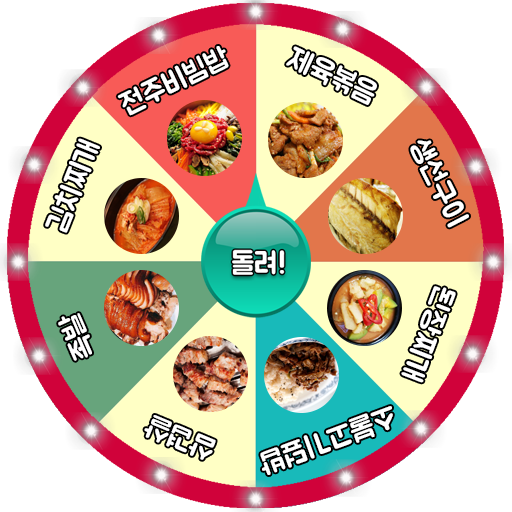 전주비빔밥
제육볶음
생선구이
된장찌개
소불고기덮밥
삼겹살
족발
김치찌개
돌려!